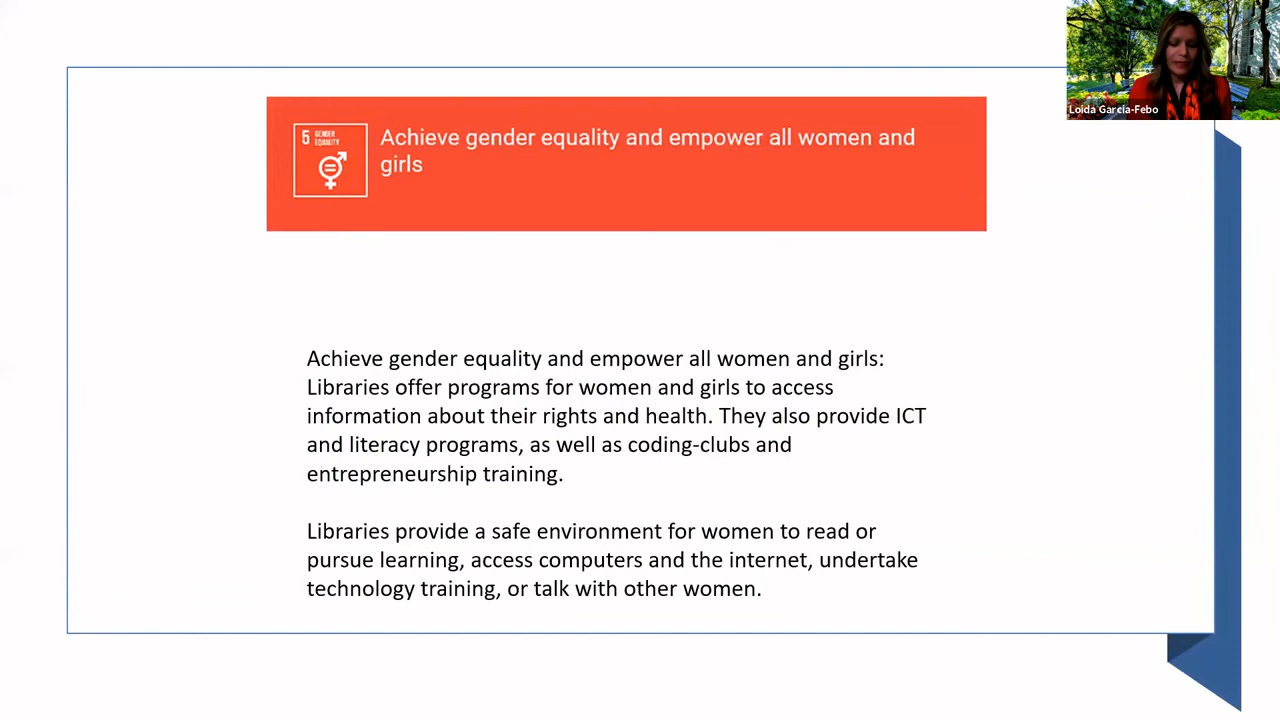 Loida Garcia-Febo
5 GENDER
EQUALITY
Achieve gender equality and empower all women and
girls
Achieve gender equality and empower all women and girls:
Libraries offer programs for women and girls to access
information about their rights and health. They also provide ICT
and literacy programs, as well as coding-clubs and
entrepreneurship training.
Libraries provide a safe environment for women to read or
pursue learning, access computers and the internet, undertake
technology training, or talk with other women.